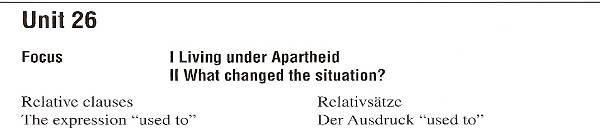 Unit 26
Focus I Living under Apartheid
II What changed the situation?
Relative clauses Relativsätze
The expression “used to” Der Ausdruck “used to”